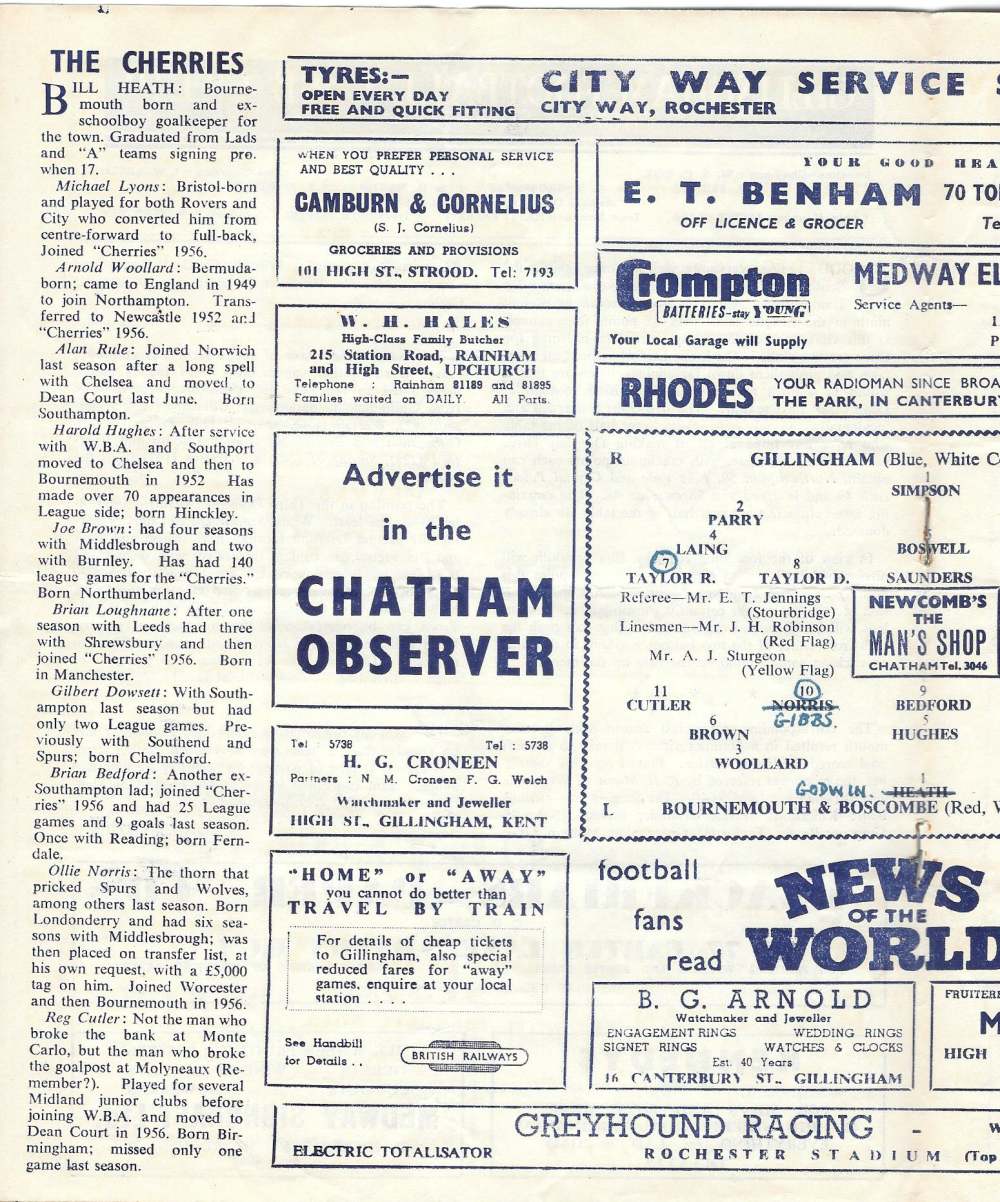 THE CHERRIES
BILL HEATH: Bourne-
mouth born and ex-
schoolboy goalkeeper for
the town. Graduated from Lads
and "A" teams signing pro.
when 17.
Michael Lyons: Bristol-born
and played for both Rovers and
City who converted him from
centre-forward to full-back,
Joined "Cherries" 1956.
Arnold Woollard: Bermuda-
born; came to England in 1949
to join Northampton. Trans-
ferred to Newcastle 1952 and
"Cherries" 1956.
Alan Rule: Joined Norwich
last season after a long spell
with Chelsea and moved to
Dean Court last June. Born
Southampton.
Harold Hughes: After service
with W.B.A. and Southport
moved to Chelsea and then to
Bournemouth in 1952 Has
made over 70 appearances in
League side; born Hinckley.
Joe Brown: had four seasons
with Middlesbrough and two
with Burnley. Has had 140
league games for the "Cherries."
Born Northumberland.
Brian Loughnane: After one
season with Leeds had three
with Shrewsbury and then
joined "Cherries" 1956. Born
in Manchester.
Gilbert Dowsett: With South-
ampton last season but had
only two League games. Pre-
viously with Southend and
Spurs; born Chelmsford.
Brian Bedford: Another ex-
Southampton lad; joined "Cher-
ries" 1956 and had 25 League
games and 9 goals last season.
Once with Reading; born Fern-
dale.
Ollie Norris: The thorn that
pricked Spurs and Wolves,
among others last season. Born
Londonderry and had six sea-
sons with Middlesbrough; was
then placed on transfer list, at
his own request, with a £5,000
tag on him. Joined Worcester
and then Bournemouth in 1956.
Reg Cutler: Not the man who
broke the bank at Monte
Carlo, but the man who broke
the goalpost at Molyneaux (Re-
member?). Played for several
Midland junior clubs before
joining W.B.A. and moved to
Dean Court in 1956. Born Bir-
mingham; missed only one
game last season.
TYRES:—
OPEN EVERY DAY
FREE AND QUICK FITTING
CITY WAY SERVICE S
CITY WAY, ROCHESTER
WHEN YOU PREFER PERSONAL SERVICE
AND BEST QUALITY . . .
CAMBURN & CORNELIUS
(S. J. Cornelius)
GROCERIES AND PROVISIONS
101 HIGH ST., STROOD. Tel: 7193
YOUR GOOD HEA
E. T. BENHAM 70 TO
OFF LICENCE & GROCER Te
W. H. HALES
High-Class Family Butcher
215 Station Road, RAINHAM
and High Street, UPCHURCH
Telephone : Rainham 81189 and 81895
Families waited on DAILY. All Parts.
Crompton
BATTERIES-stay YOUNG
Your Local Garage will Supply
MEDWAY EL
Service Agents—
1
P
RHODES
YOUR RADIOMAN SINCE BROA
THE PARK, IN CANTERBURY
Advertise it
in the
CHATHAM
OBSERVER
R GILLINGHAM (Blue, White C
1
SIMPSON
2
PARRY
4 5
LAING BOSWELL
7 8
TAYLOR R. TAYLOR D. SAUNDERS
Referee—Mr. E. T. Jennings
(Stourbridge)
Linesmen—Mr. J. H. Robinson
(Red Flag)
Mr. A. J. Sturgeon
(Yellow Flag)
NEWCOMB'S
THE
MAN'S SHOP
CHATHAM Tel. 3046
11 10 9
CUTLER NORRIS BEDFORD
GIBBS.
6 5
BROWN HUGHES
3
WOOLLARD
1
GODWIN. HEATH
L BOURNEMOUTH & BOSCOMBE (Red, W
Tel : 5738 Tel : 5738
H. G. CRONEEN
Partners : N. M. Croneen F. G. Welch
Watchmaker and Jeweller
HIGH ST., GILLINGHAM, KENT
"HOME" or "AWAY"
you cannot do better than
TRAVEL BY TRAIN
For details of cheap tickets
to Gillingham, also special
reduced fares for "away"
games, enquire at your local
station . . . .
See Handbill
for Details . .
BRITISH RAILWAYS
football
fans
read
NEWS
OF THE
WORLD
B. G. ARNOLD
Watchmaker and Jeweller
ENGAGEMENT RINGS WEDDING RINGS
SIGNET RINGS WATCHES & CLOCKS
Est. 40 Years
16 CANTERBURY ST., GILLINGHAM
FRUITER
M
HIGH
GREYHOUND RACING - W
ELECTRIC TOTALISATOR ROCHESTER STADIUM (Top